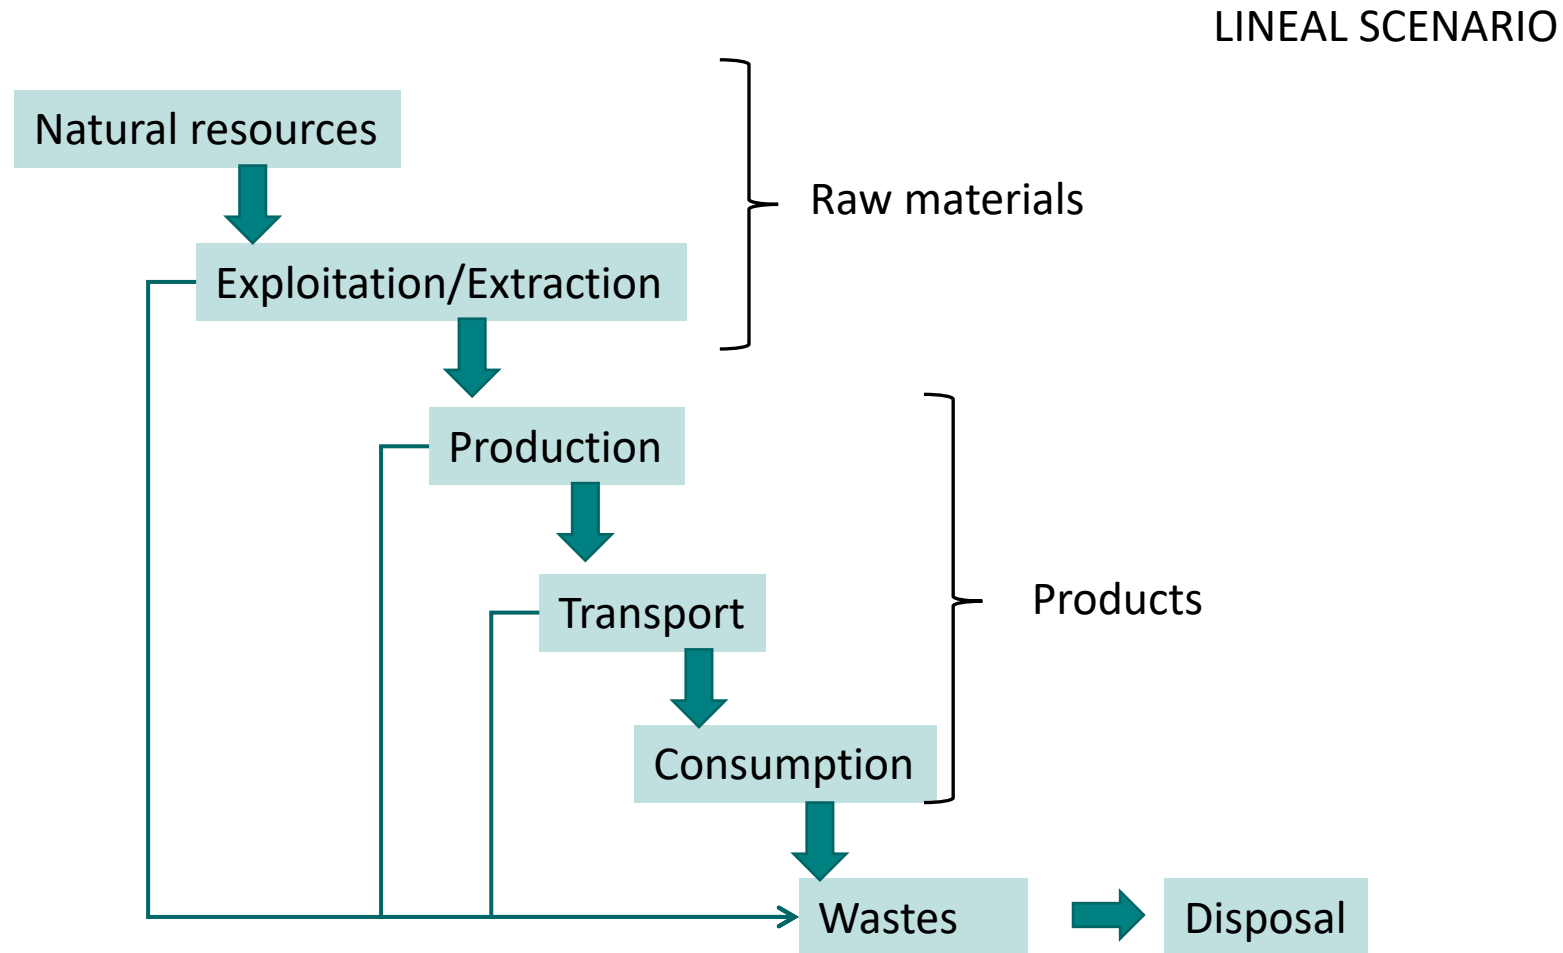 LINEAL SCENARIO
Natural resources
Raw materials
Exploitation/Extraction
Production
Transport
Products
Consumption
Wastes
Disposal